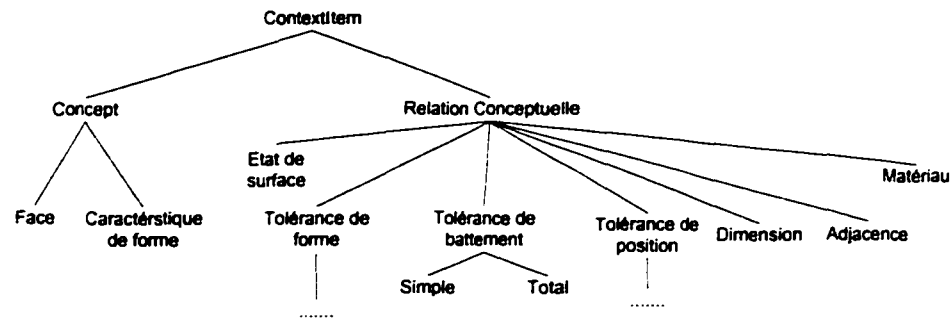 ContextItem
Concept
Relation Conceptuelle
Etat de
surface
Matériau
Face
Caractérstique
de forme
Tolérance de
forme
Tolérance de
battement
Tolérance de
position
Dimension
Adjacence
Simple
Total
.......
.......